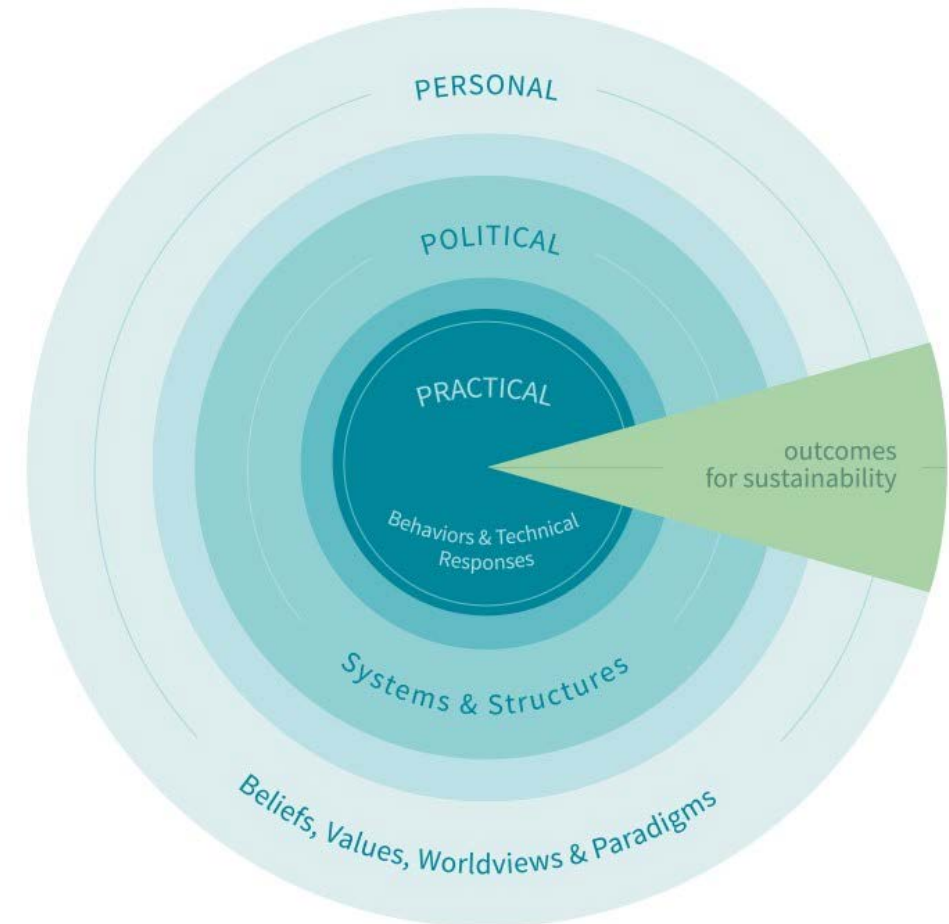 PERSONAL
POLITICAL
PRACTICAL
outcomes
for sustainability
Behaviors & Technical
Responses
Systems & Structures
Beliefs, Values, Worldviews & Paradigms